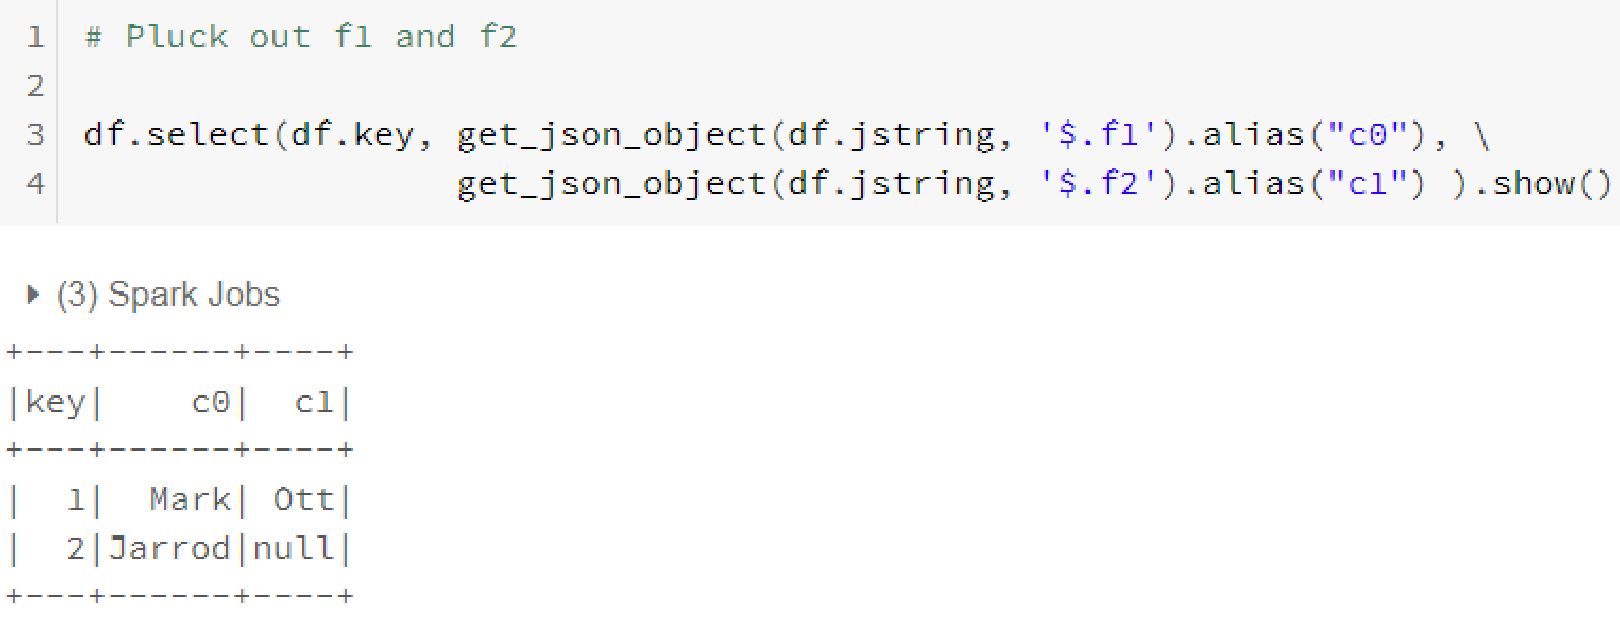 1 # Pluck out f1 and f2
2
3 df.select(df.key, get_json_object(df.jstring, '$.f1').alias("c0"), \
4                   get_json_object(df.jstring, '$.f2').alias("c1") ).show()
(3) Spark Jobs
+---+------+----+
|key|    c0|  c1|
+---+------+----+
|  1|  Mark| Ott|
|  2|Jarrod|null|
+---+------+----+